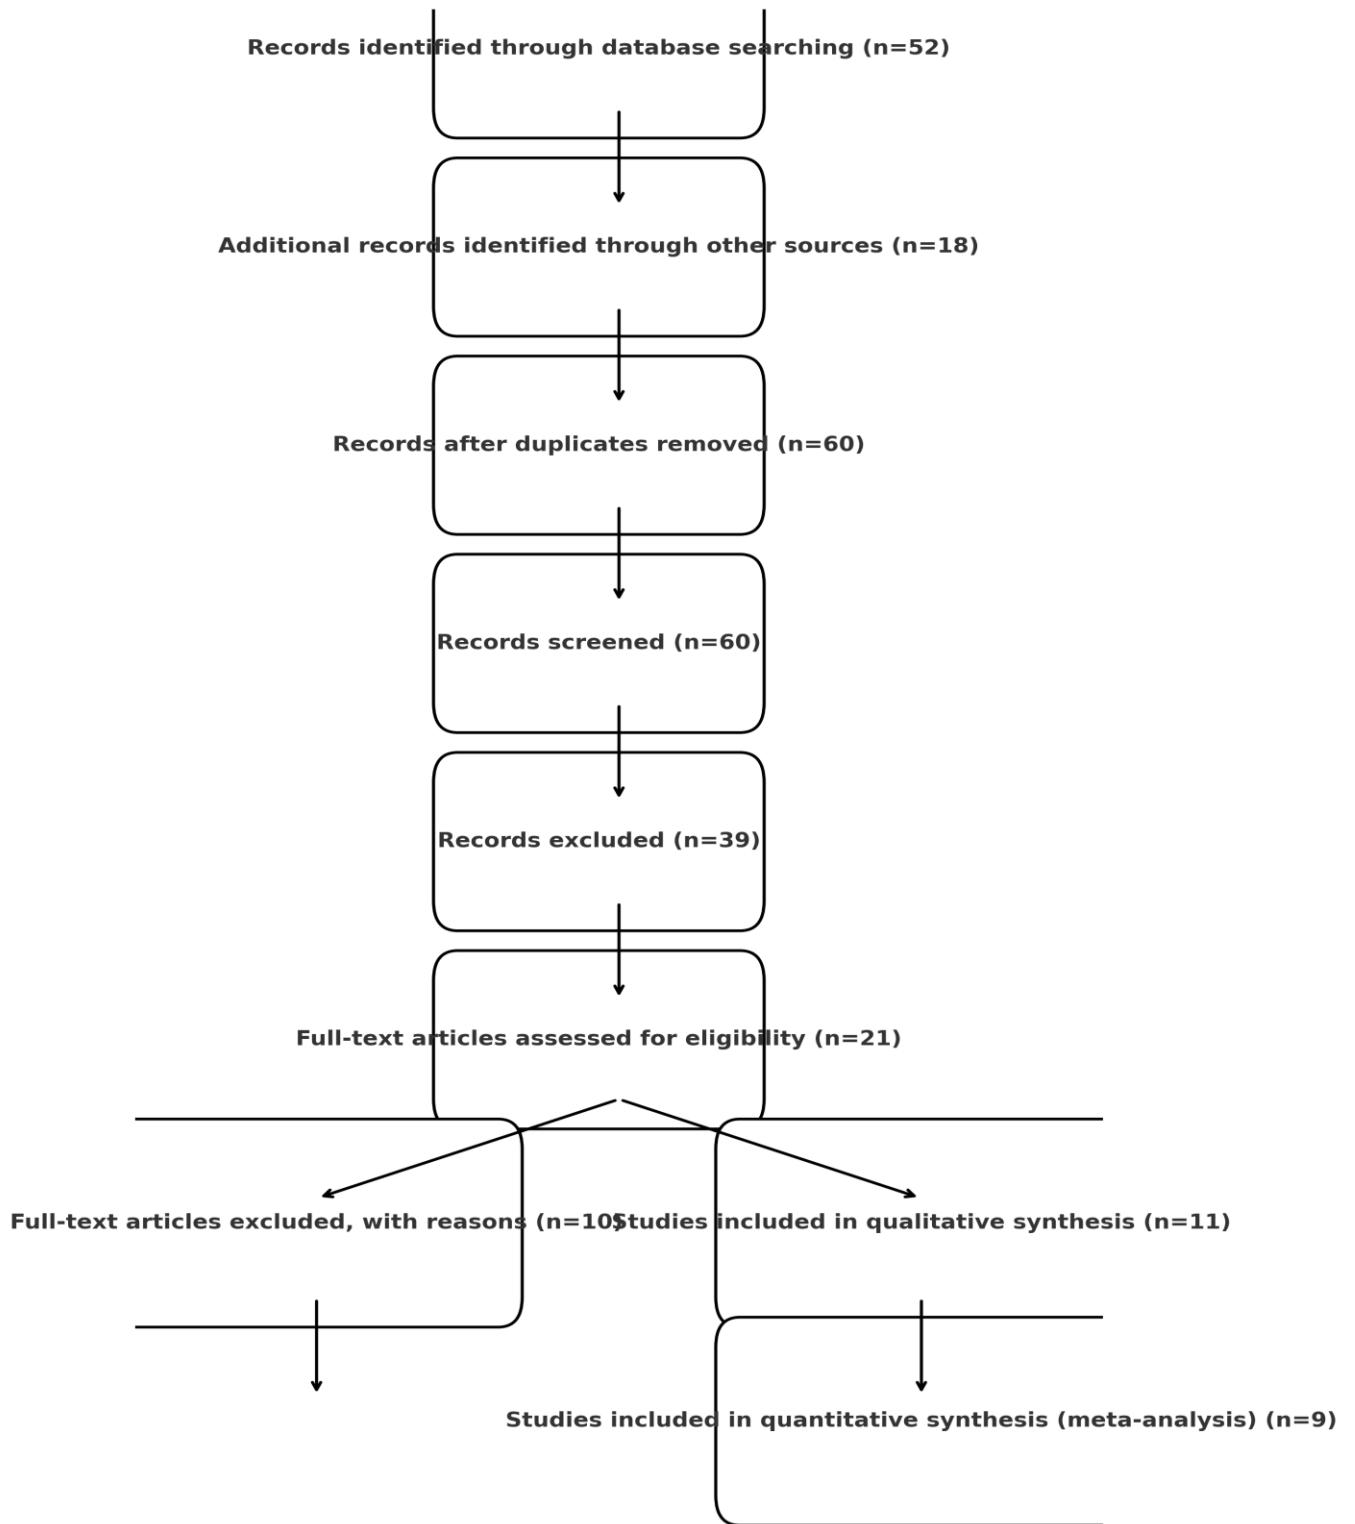 Records identified through database searching (n=52)
Additional records identified through other sources (n=18)
Records after duplicates removed (n=60)
Records screened (n=60)
Records excluded (n=39)
Full-text articles assessed for eligibility (n=21)
Full-text articles excluded, with reasons (n=10)
Studies included in qualitative synthesis (n=11)
Studies included in quantitative synthesis (meta-analysis) (n=9)